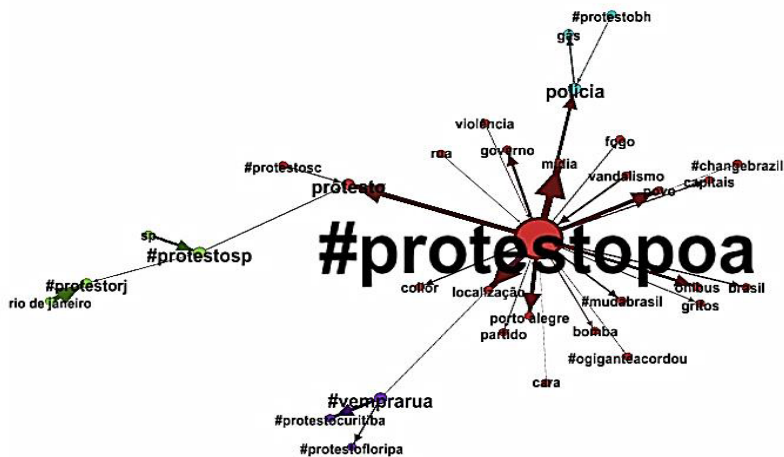 #protestobh
gás
polícia
violência
fogo
rua
governo
mídia
#changebrazil
#protestosc
vandalismo
capitais
protesto
povo
sp
#protestosp
#protestopoa
#protestorj
rio de janeiro
collor
localização
ônibus
brasil
#mudabrasil
gritos
porto alegre
partido
bomba
#ogiganteacordou
cara
#vemprarua
#protestocuritiba
#protestofloripa